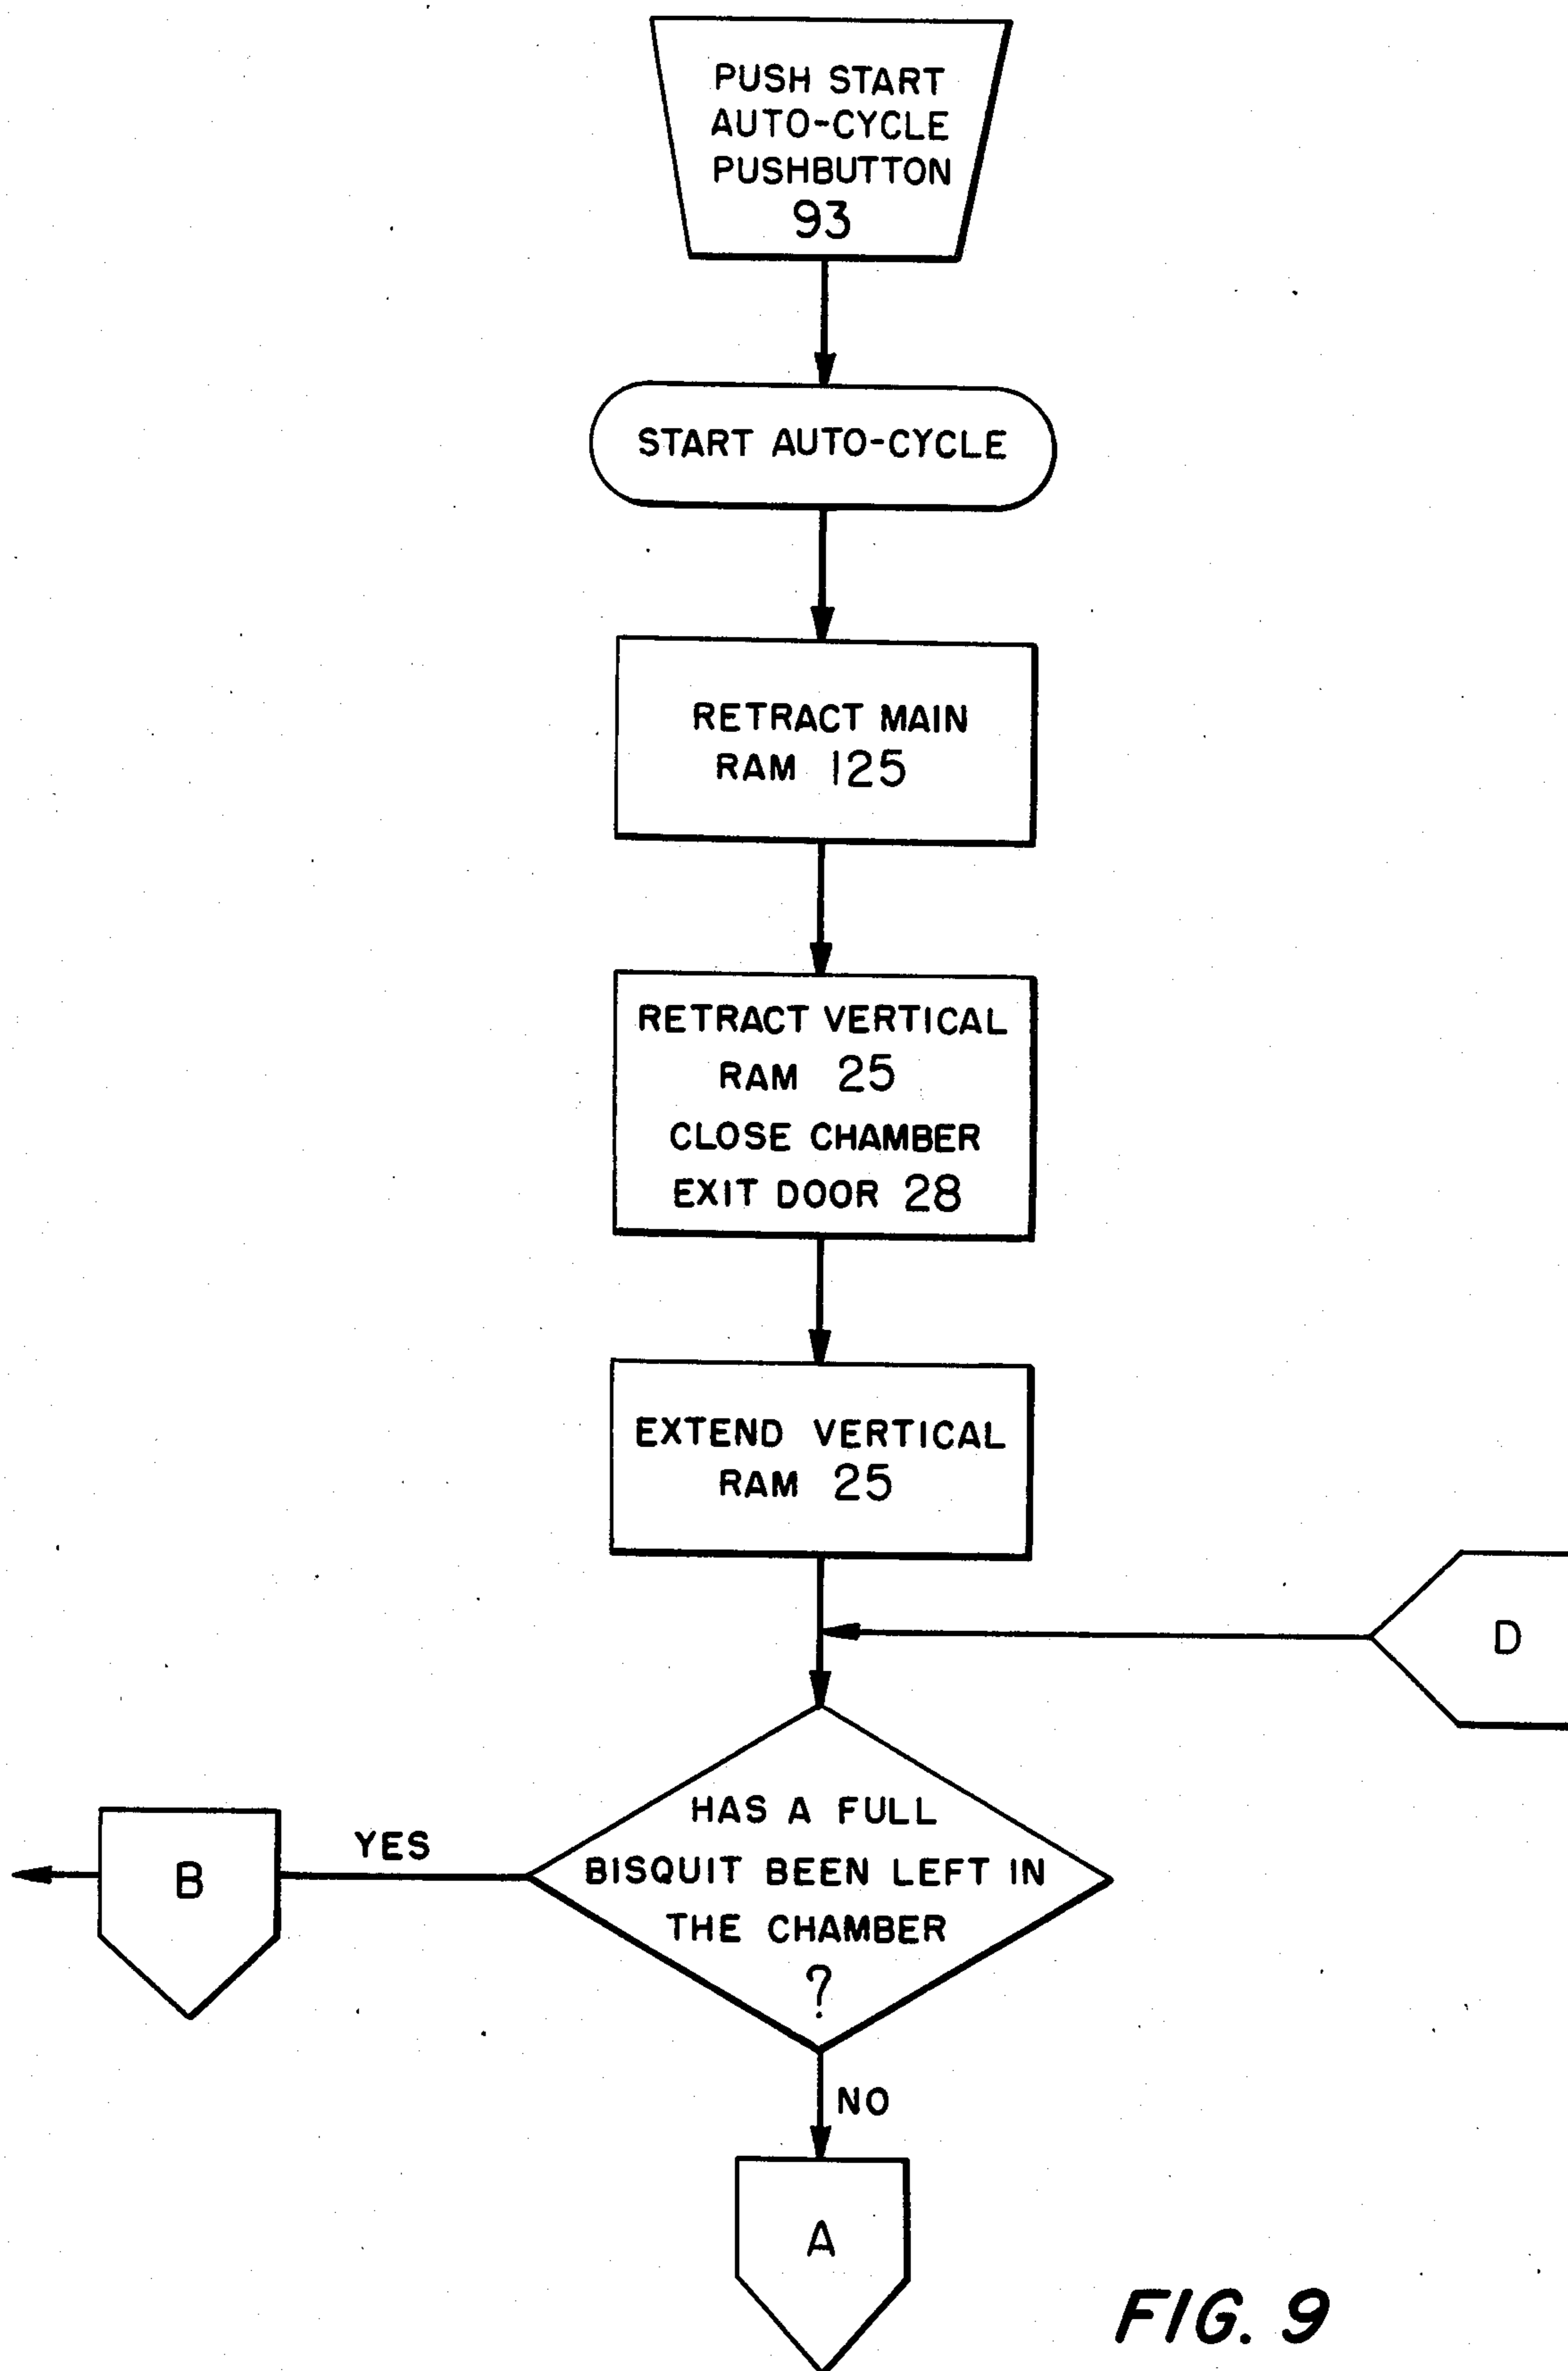 PUSH START
AUTO-CYCLE
PUSHBUTTON
93
START AUTO-CYCLE
RETRACT MAIN
RAM 125
RETRACT VERTICAL
RAM 25
CLOSE CHAMBER
EXIT DOOR 28
EXTEND VERTICAL
RAM 25
D
HAS A FULL
BISQUIT BEEN LEFT IN
THE CHAMBER
?
YES
B
NO
A
FIG. 9